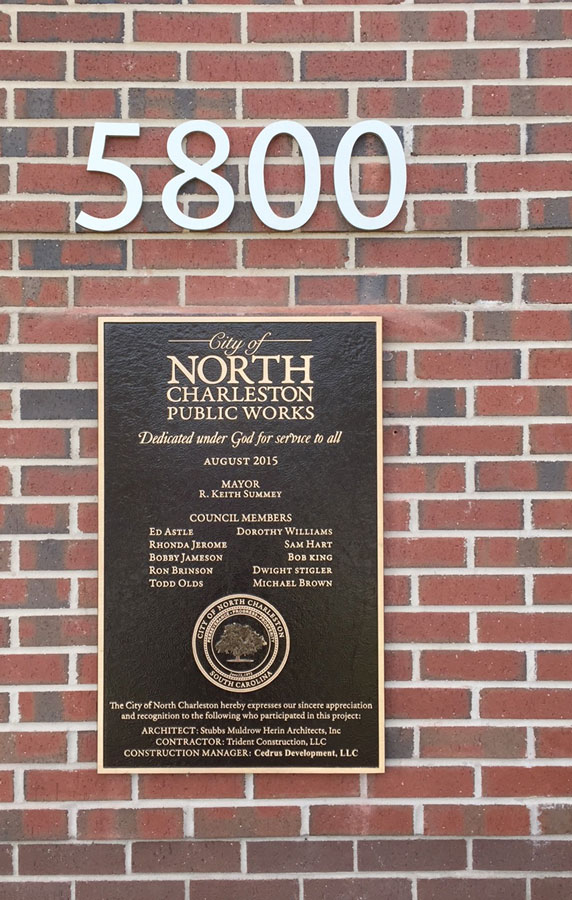 5800
City of
NORTH
CHARLESTON
PUBLIC WORKS
Dedicated under God for service to all
AUGUST 2015
MAYOR
R. KEITH SUMMEY
COUNCIL MEMBERS
ED ASTLE DOROTHY WILLIAMS
RHONDA JEROME SAM HART
BOBBY JAMESON BOB KING
RON BRINSON DWIGHT STIGLER
TODD OLDS MICHAEL BROWN
CITY OF NORTH CHARLESTON
SOUTH CAROLINA
The City of North Charleston hereby expresses our sincere appreciation
and recognition to the following who participated in this project:
ARCHITECT: Stubbs Muldrow Herin Architects, Inc
CONTRACTOR: Trident Construction, LLC
CONSTRUCTION MANAGER: Cedrus Development, LLC